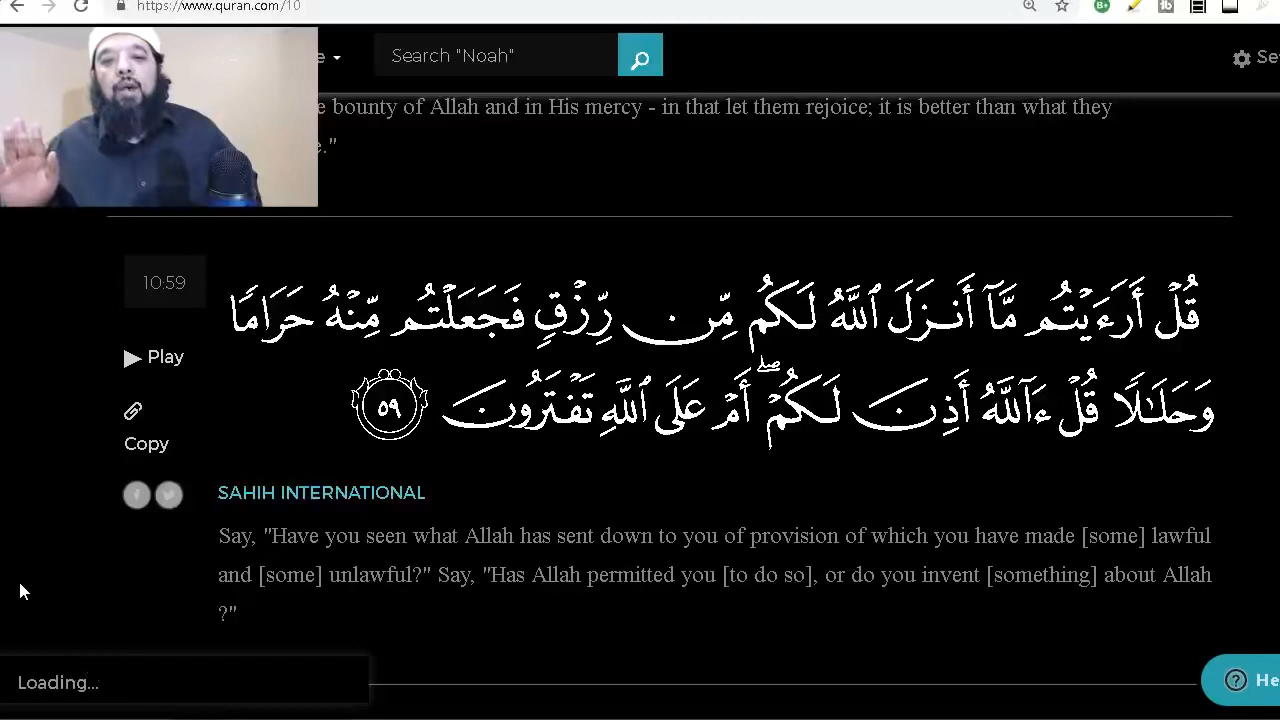 https://www.quran.com/10
e
Search "Noah"
Se
e bounty of Allah and in His mercy - in that let them rejoice; it is better than what they
e."
10:59
قُلْ أَرَءَيْتُم مَّآ أَنزَلَ ٱللَّهُ لَكُم مِّن رِّزْقٍ فَجَعَلْتُم مِّنْهُ حَرَامًا
وَحَلَـٰلًا قُلْ ءَآللَّهُ أَذِنَ لَكُمْ ۖ أَمْ عَلَى ٱللَّهِ تَفْتَرُونَ ٥٩
Play
Copy
SAHIH INTERNATIONAL
Say, "Have you seen what Allah has sent down to you of provision of which you have made [some] lawful
and [some] unlawful?" Say, "Has Allah permitted you [to do so], or do you invent [something] about Allah
?"
Loading...
He